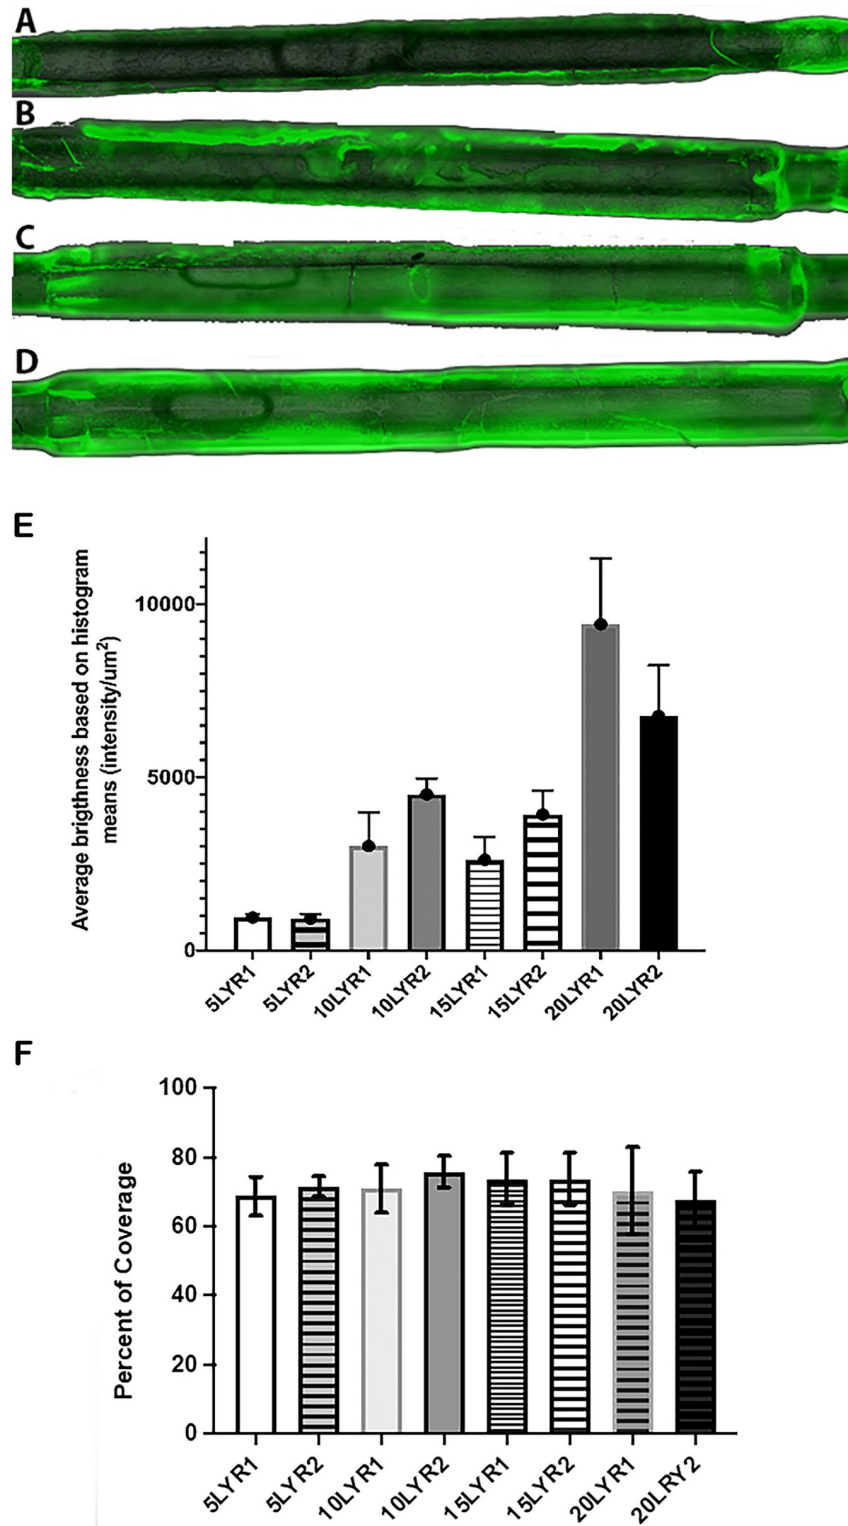 A
B
C
D
E
Average brigthness based on histogram
means (intensity/um²)
10000
5000
0
5LYR1
5LYR2
10LYR1
10LYR2
15LYR1
15LYR2
20LYR1
20LYR2
F
Percent of Coverage
100
80
60
40
20
0
5LYR1
5LYR2
10LYR1
10LYR2
15LYR1
15LYR2
20LYR1
20LRY2